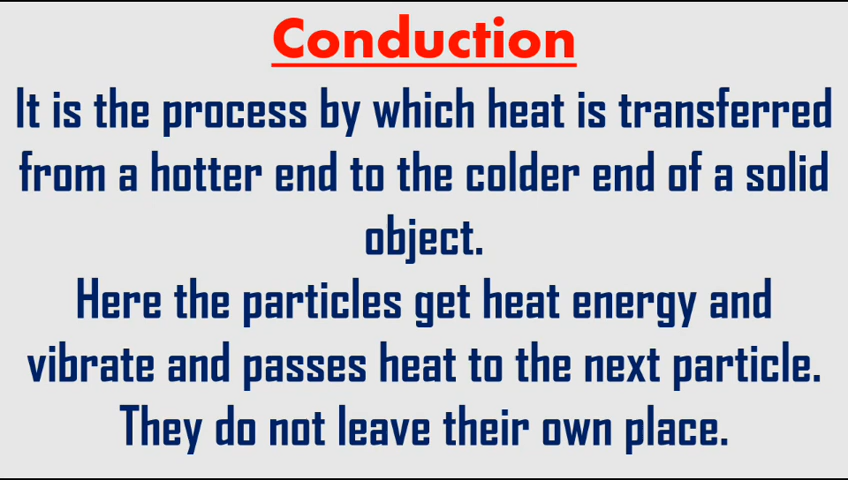 Conduction
It is the process by which heat is transferred
from a hotter end to the colder end of a solid
object.
Here the particles get heat energy and
vibrate and passes heat to the next particle.
They do not leave their own place.